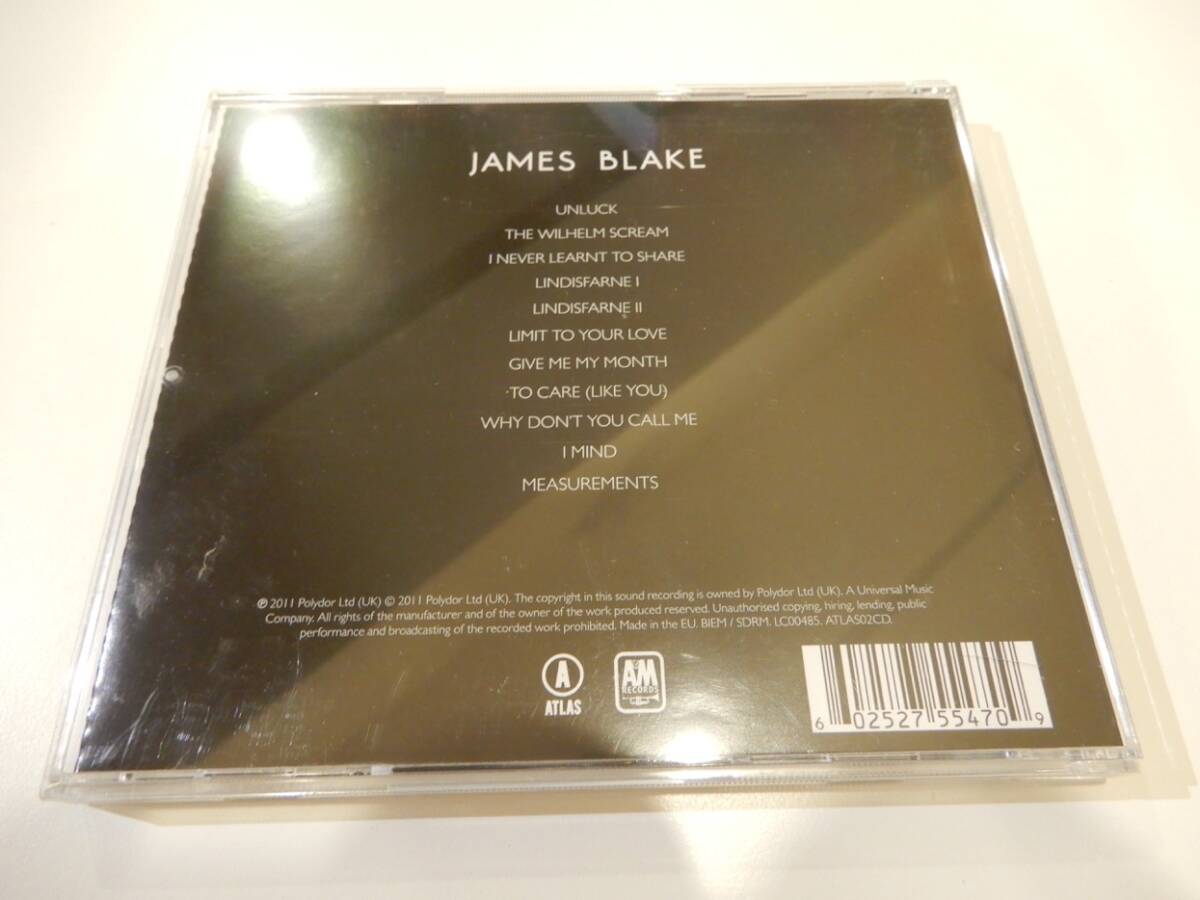 JAMES BLAKE
UNLUCK
THE WILHELM SCREAM
I NEVER LEARNT TO SHARE
LINDISFARNE I
LINDISFARNE II
LIMIT TO YOUR LOVE
GIVE ME MY MONTH
TO CARE (LIKE YOU)
WHY DON'T YOU CALL ME
I MIND
MEASUREMENTS
℗ 2011 Polydor Ltd (UK) © 2011 Polydor Ltd (UK). The copyright in this sound recording is owned by Polydor Ltd (UK). A Universal Music
Company. All rights of the manufacturer and of the owner of the work produced reserved. Unauthorised copying, hiring, lending, public
performance and broadcasting of the recorded work prohibited. Made in the EU. BIEM / SDRM. LC00485. ATLAS02CD.
A
ATLAS
A&M
RECORDS
6 02527 55470 9